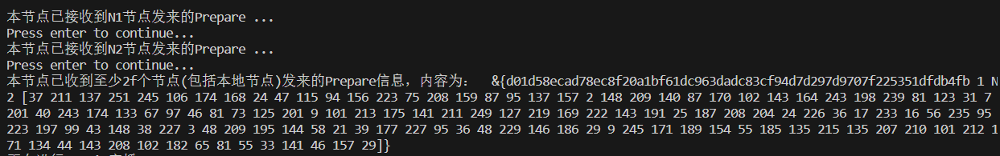 本节点已接收到N1节点发来的Prepare ...
Press enter to continue...
本节点已接收到N2节点发来的Prepare ...
Press enter to continue...
本节点已收到至少2f个节点(包括本地节点)发来的Prepare信息，内容为： &{d01d58ecad78ec8f20a1bf61dc963dadc83cf94d7d297d9707f225351dfdb4fb 1 N
2 [37 211 137 251 245 106 174 168 24 47 115 94 156 223 75 208 159 87 95 137 157 2 148 209 140 87 170 102 143 164 243 198 239 81 123 31 7
201 40 243 174 133 67 97 46 81 73 125 201 9 101 213 175 141 211 249 127 219 169 222 143 191 25 187 208 204 24 226 36 17 233 16 56 235 95
223 197 99 43 148 38 227 3 48 209 195 144 58 21 39 177 227 95 36 48 229 146 186 29 9 245 171 189 154 55 185 135 215 135 207 210 101 212 1
71 134 44 143 208 102 182 65 81 55 33 141 46 157 29]}